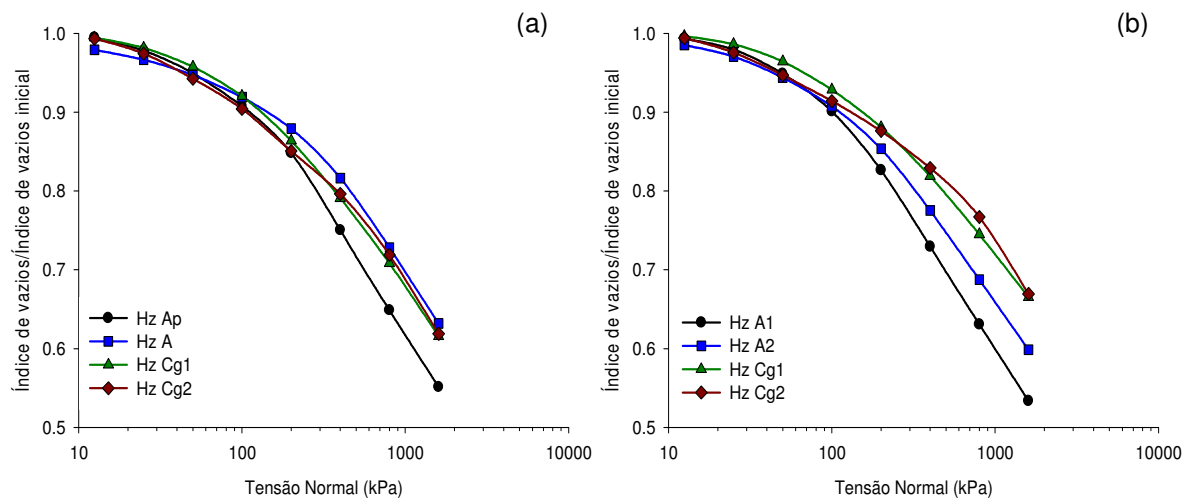 (a)
Índice de vazios/Índice de vazios inicial
1.0
0.9
0.8
0.7
0.6
0.5
Hz Ap
Hz A
Hz Cg1
Hz Cg2
10 100 1000 10000
Tensão Normal (kPa)
(b)
Índice de vazios/Índice de vazios inicial
1.0
0.9
0.8
0.7
0.6
0.5
Hz A1
Hz A2
Hz Cg1
Hz Cg2
10 100 1000 10000
Tensão Normal (kPa)